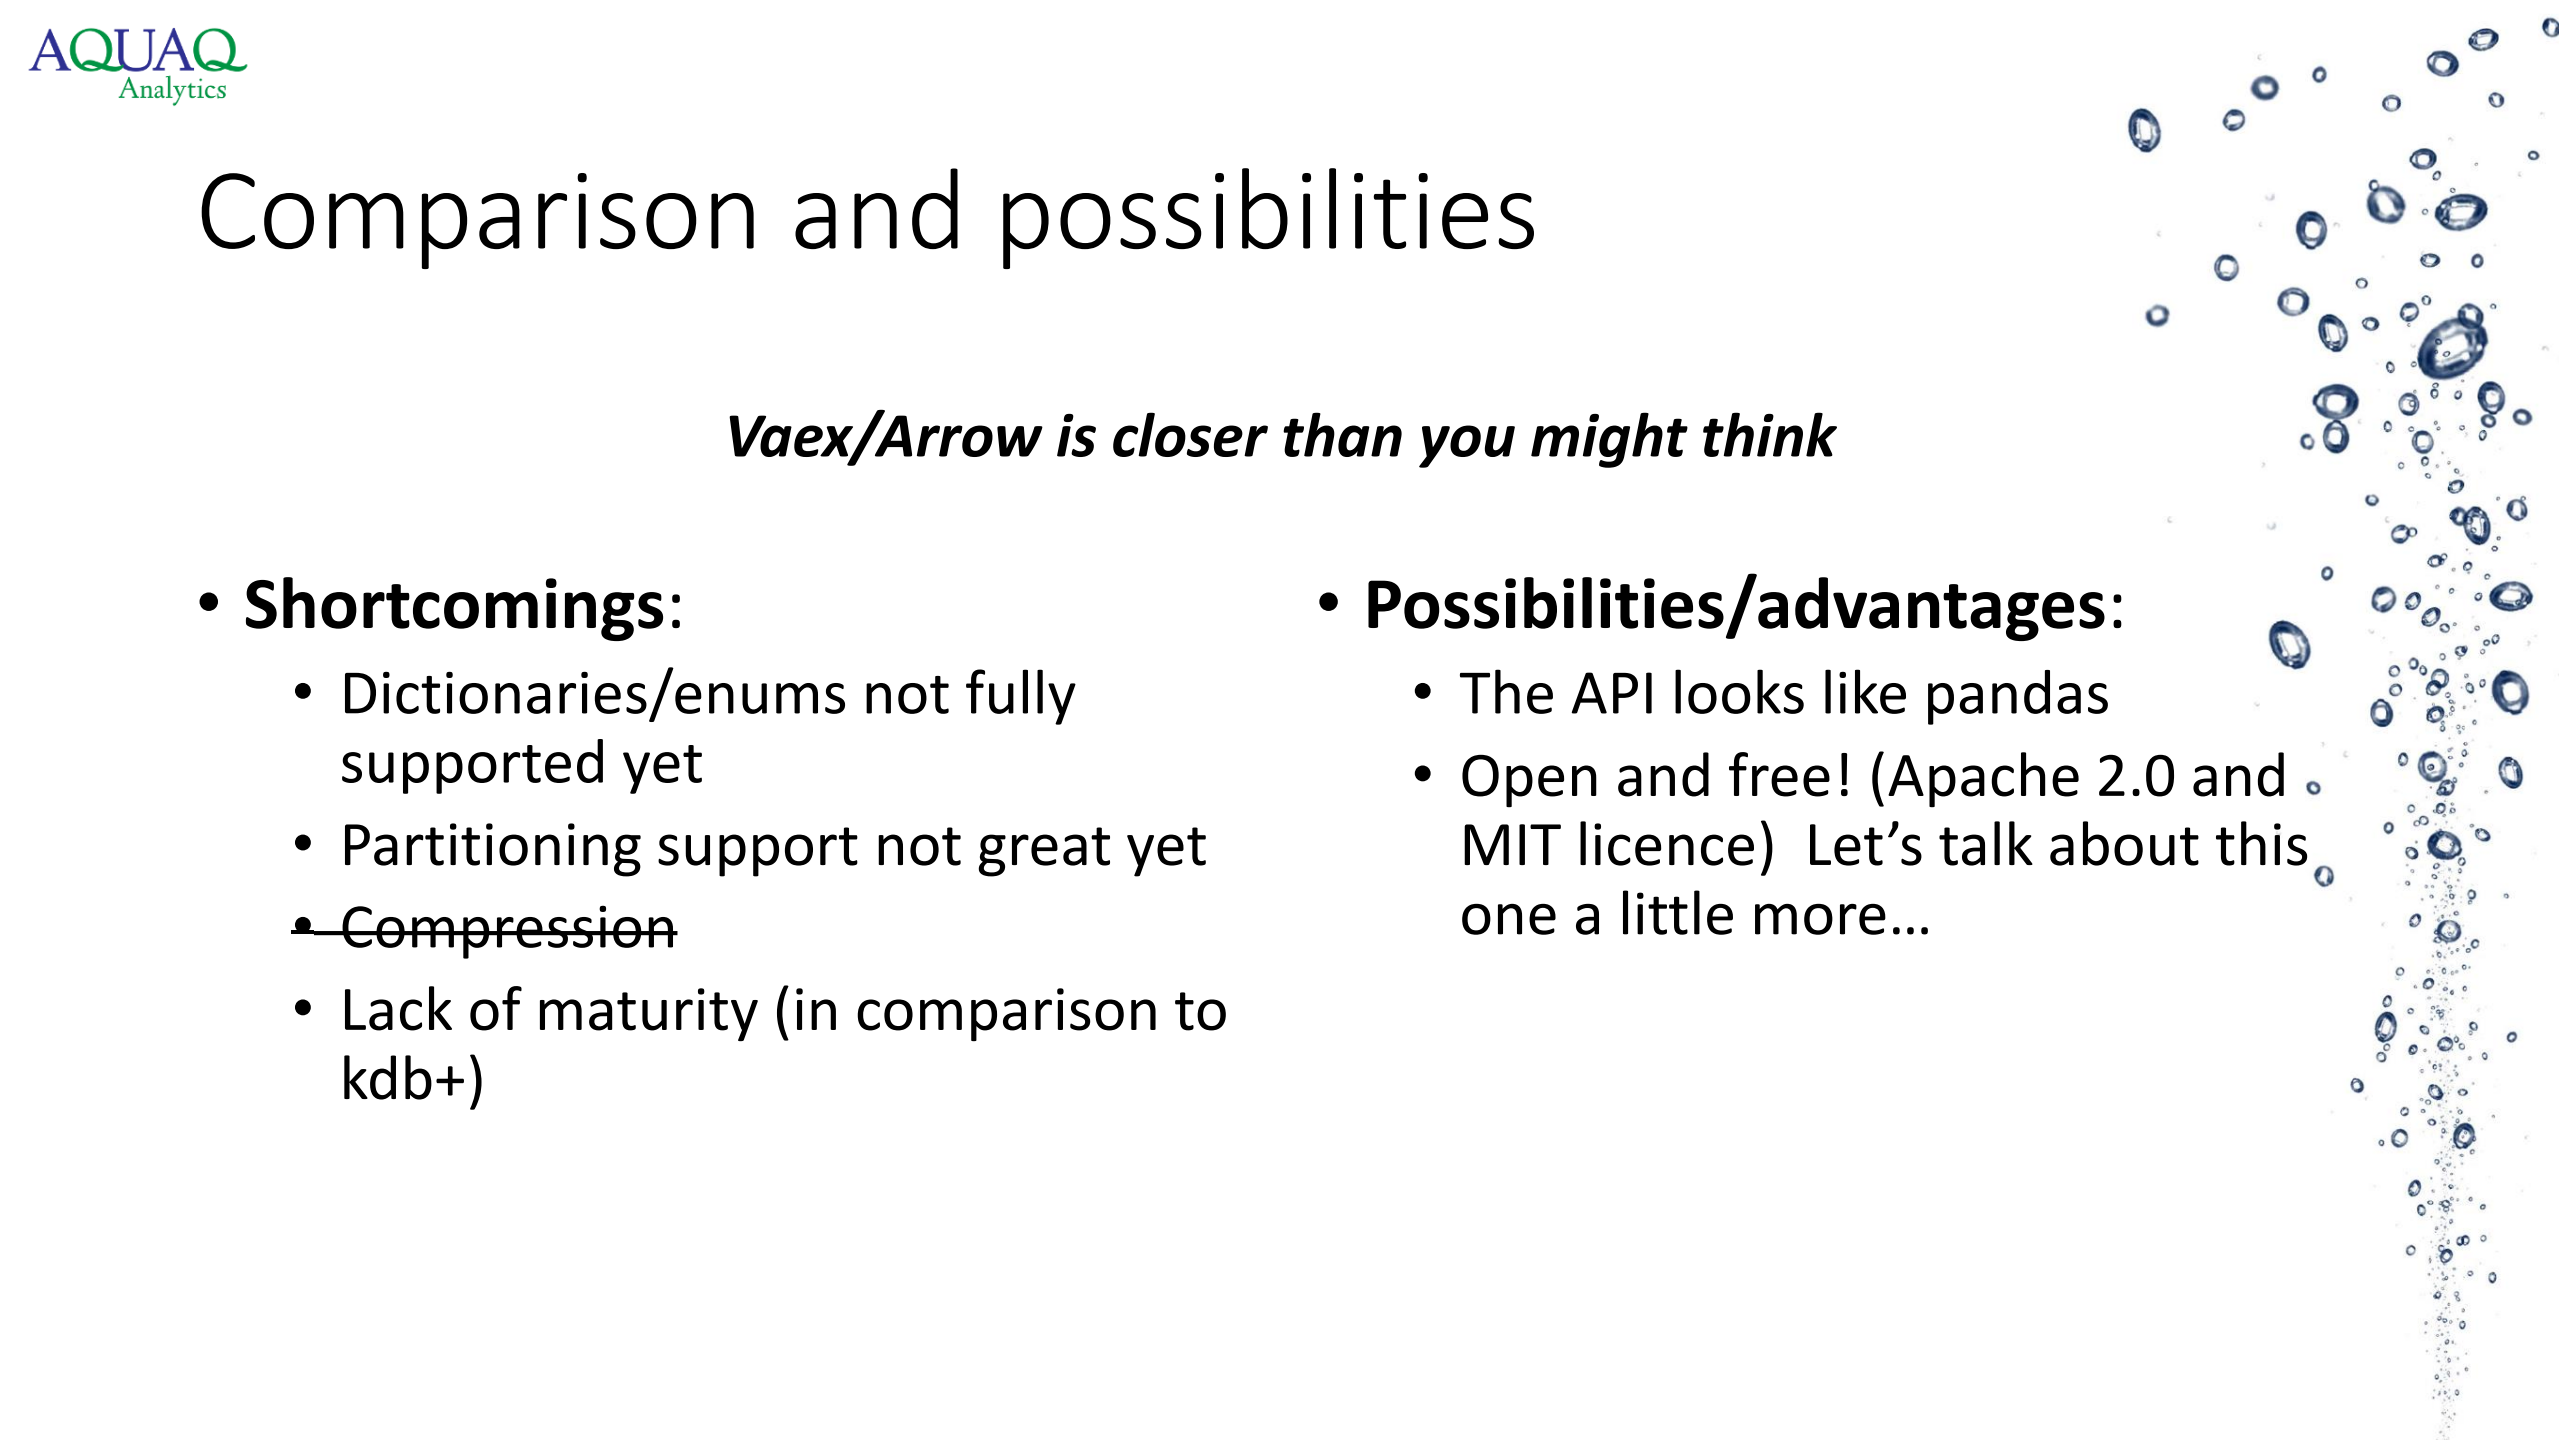 AQUAQ
Analytics
Comparison and possibilities
Vaex/Arrow is closer than you might think
• Shortcomings:
• Dictionaries/enums not fully
supported yet
• Partitioning support not great yet
• Compression
• Lack of maturity (in comparison to
kdb+)
• Possibilities/advantages:
• The API looks like pandas
• Open and free! (Apache 2.0 and
MIT licence)  Let’s talk about this
one a little more…